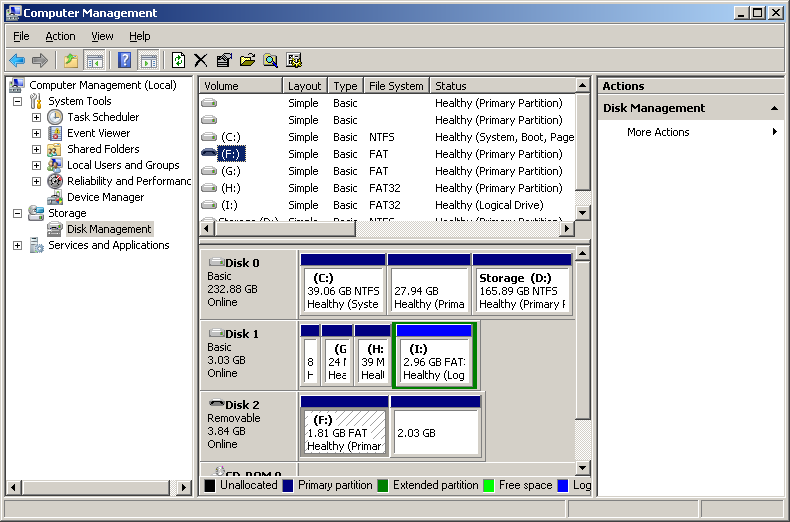 Computer Management
File Action View Help
Computer Management (Local)
System Tools
Task Scheduler
Event Viewer
Shared Folders
Local Users and Groups
Reliability and Performanc
Device Manager
Storage
Disk Management
Services and Applications
Volume Layout Type File System Status
Simple Basic Healthy (Primary Partition)
Simple Basic Healthy (Primary Partition)
(C:) Simple Basic NTFS Healthy (System, Boot, Page
(F:) Simple Basic FAT Healthy (Primary Partition)
(G:) Simple Basic FAT Healthy (Primary Partition)
(H:) Simple Basic FAT32 Healthy (Primary Partition)
(I:) Simple Basic FAT32 Healthy (Logical Drive)
Storage (D:) Simple Basic NTFS Healthy (Primary Partition)
Disk 0
Basic
232.88 GB
Online
(C:)
39.06 GB NTFS
Healthy (Syste
27.94 GB
Healthy (Prima
Storage (D:)
165.89 GB NTFS
Healthy (Primary F
Disk 1
Basic
3.03 GB
Online
8
H
(G
24 M
Hea
(H:
39 M
Heal
(I:)
2.96 GB FAT:
Healthy (Log
Disk 2
Removable
3.84 GB
Online
(F:)
1.81 GB FAT
Healthy (Primar
2.03 GB
CD-ROM 0
Unallocated Primary partition Extended partition Free space Log
Actions
Disk Management
More Actions